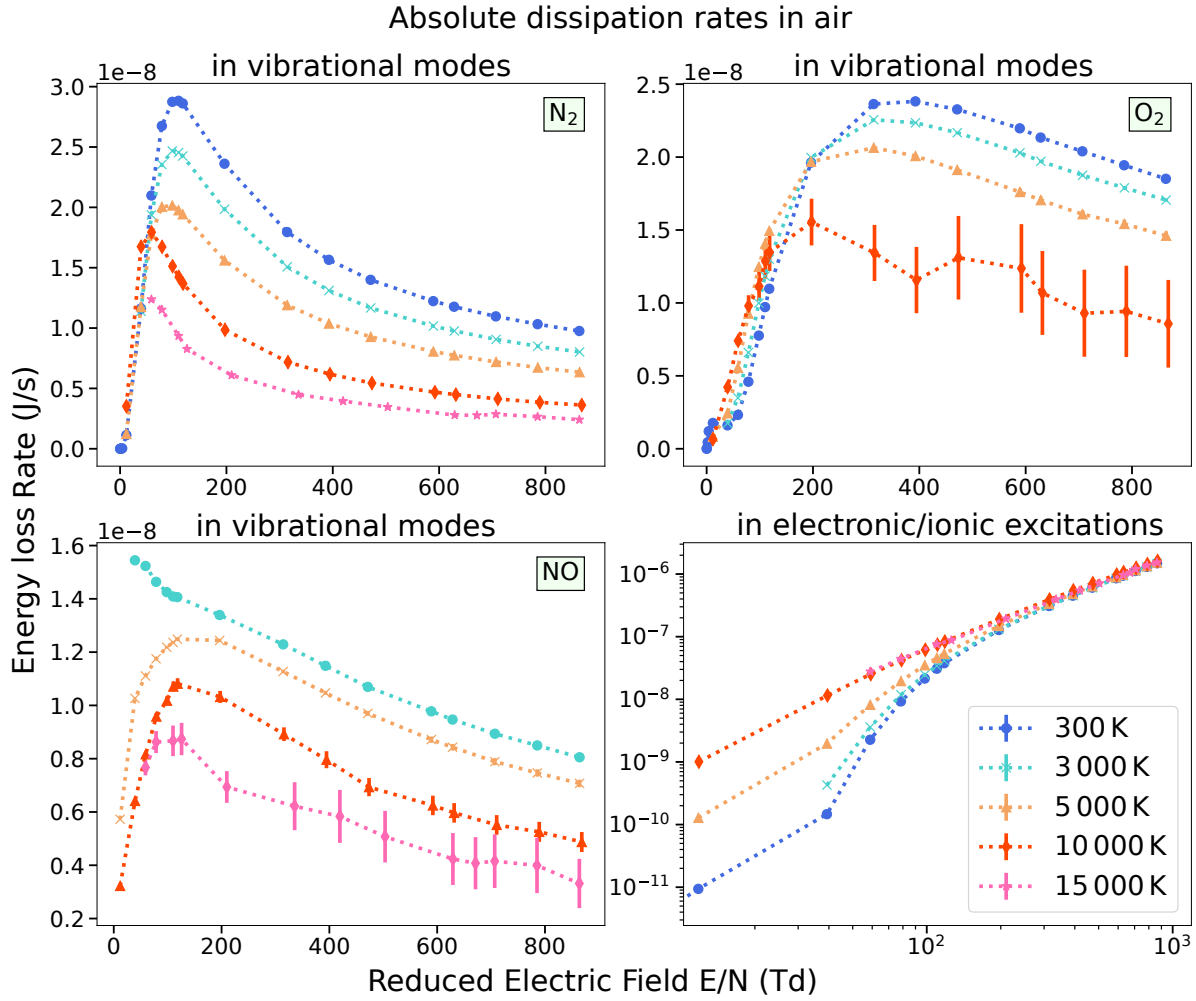 Absolute dissipation rates in air
in vibrational modes
1e−8
N2
3.0
2.5
2.0
1.5
1.0
0.5
0.0
0 200 400 600 800
in vibrational modes
1e−8
O2
2.5
2.0
1.5
1.0
0.5
0.0
0 200 400 600 800
Energy loss Rate (J/s)
in vibrational modes
1e−8
NO
1.6
1.4
1.2
1.0
0.8
0.6
0.4
0.2
0 200 400 600 800
in electronic/ionic excitations
10−6
10−7
10−8
10−9
10−10
10−11
102 103
300 K
3 000 K
5 000 K
10 000 K
15 000 K
Reduced Electric Field E/N (Td)